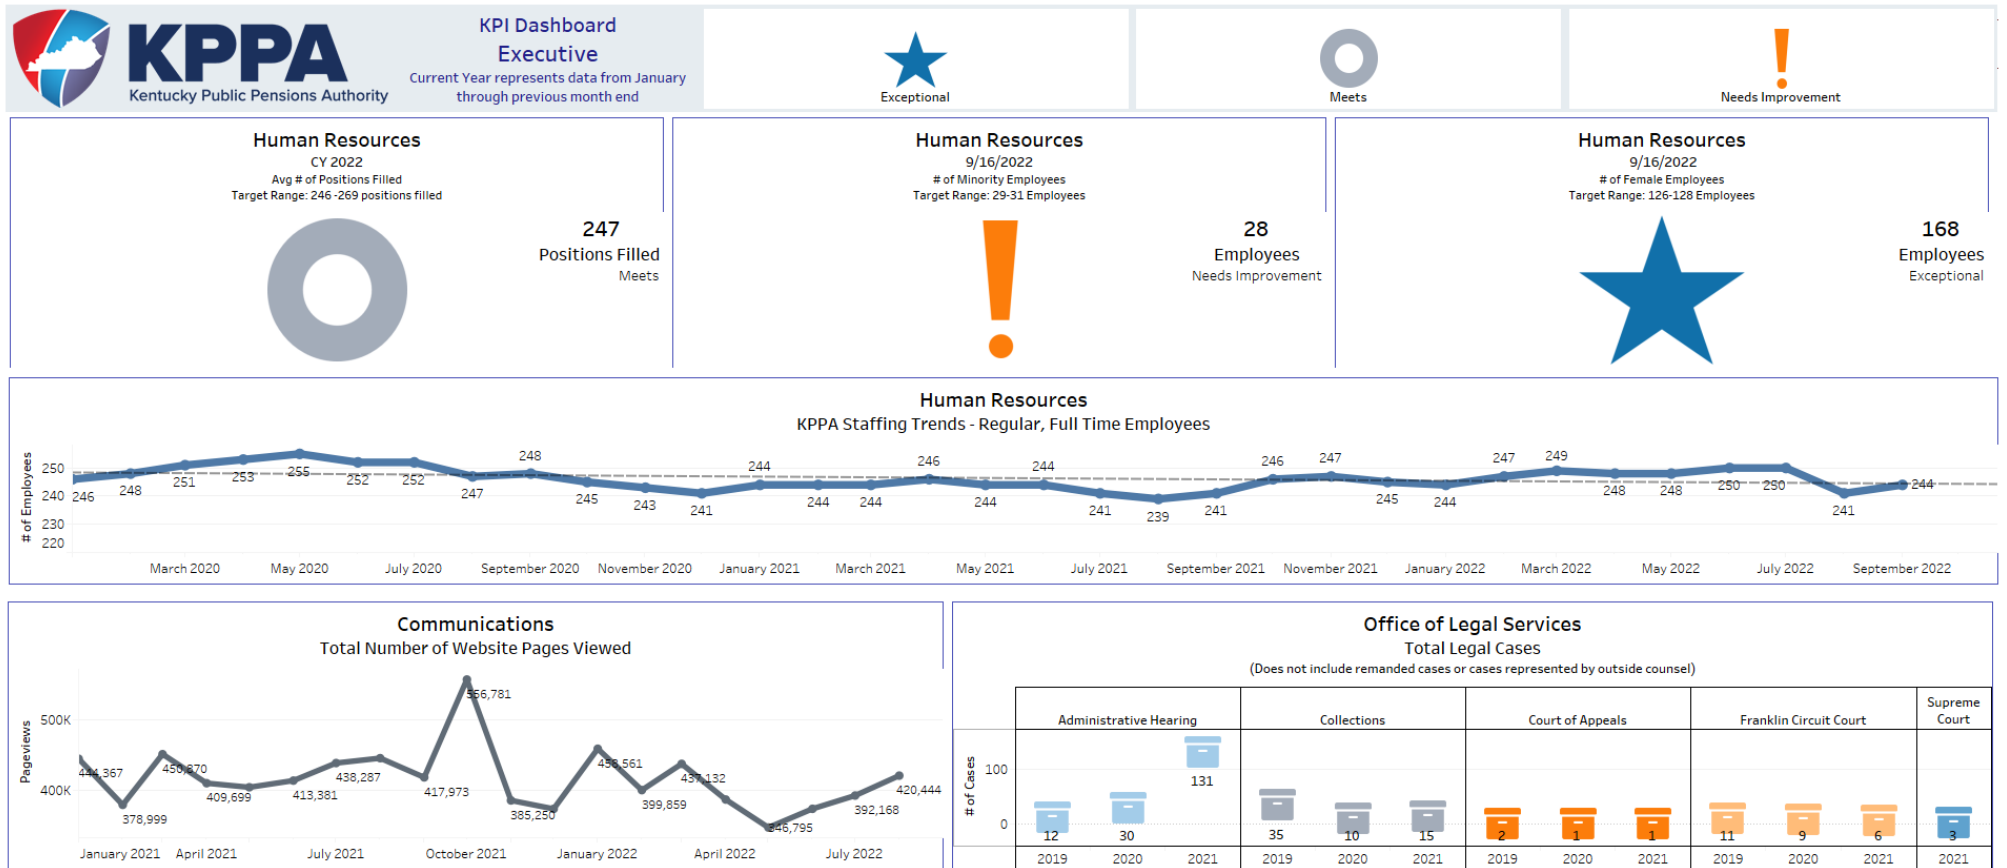 KPPA
Kentucky Public Pensions Authority
KPI Dashboard
Executive
Current Year represents data from January
through previous month end
Exceptional
Meets
Needs Improvement
Human Resources
CY 2022
Avg # of Positions Filled
Target Range: 246 -269 positions filled
247
Positions Filled
Meets
Human Resources
9/16/2022
# of Minority Employees
Target Range: 29-31 Employees
28
Employees
Needs Improvement
Human Resources
9/16/2022
# of Female Employees
Target Range: 126-128 Employees
168
Employees
Exceptional
Human Resources
KPPA Staffing Trends - Regular, Full Time Employees
# of Employees
250
240
230
220
246
248
251
253
255
252
252
247
248
245
243
241
244
244
244
246
244
244
241
239
241
246
247
245
244
247
249
248
248
250
250
241
244
March 2020
May 2020
July 2020
September 2020
November 2020
January 2021
March 2021
May 2021
July 2021
September 2021
November 2021
January 2022
March 2022
May 2022
July 2022
September 2022
Communications
Total Number of Website Pages Viewed
Pageviews
500K
400K
444,367
378,999
450,870
409,699
413,381
438,287
417,973
556,781
385,250
458,561
399,859
437,132
346,795
392,168
420,444
January 2021
April 2021
July 2021
October 2021
January 2022
April 2022
July 2022
Office of Legal Services
Total Legal Cases
(Does not include remanded cases or cases represented by outside counsel)
Administrative Hearing
Collections
Court of Appeals
Franklin Circuit Court
Supreme
Court
# of Cases
100
0
12
30
131
35
10
15
2
1
1
11
9
6
3
2019
2020
2021
2019
2020
2021
2019
2020
2021
2019
2020
2021
2021